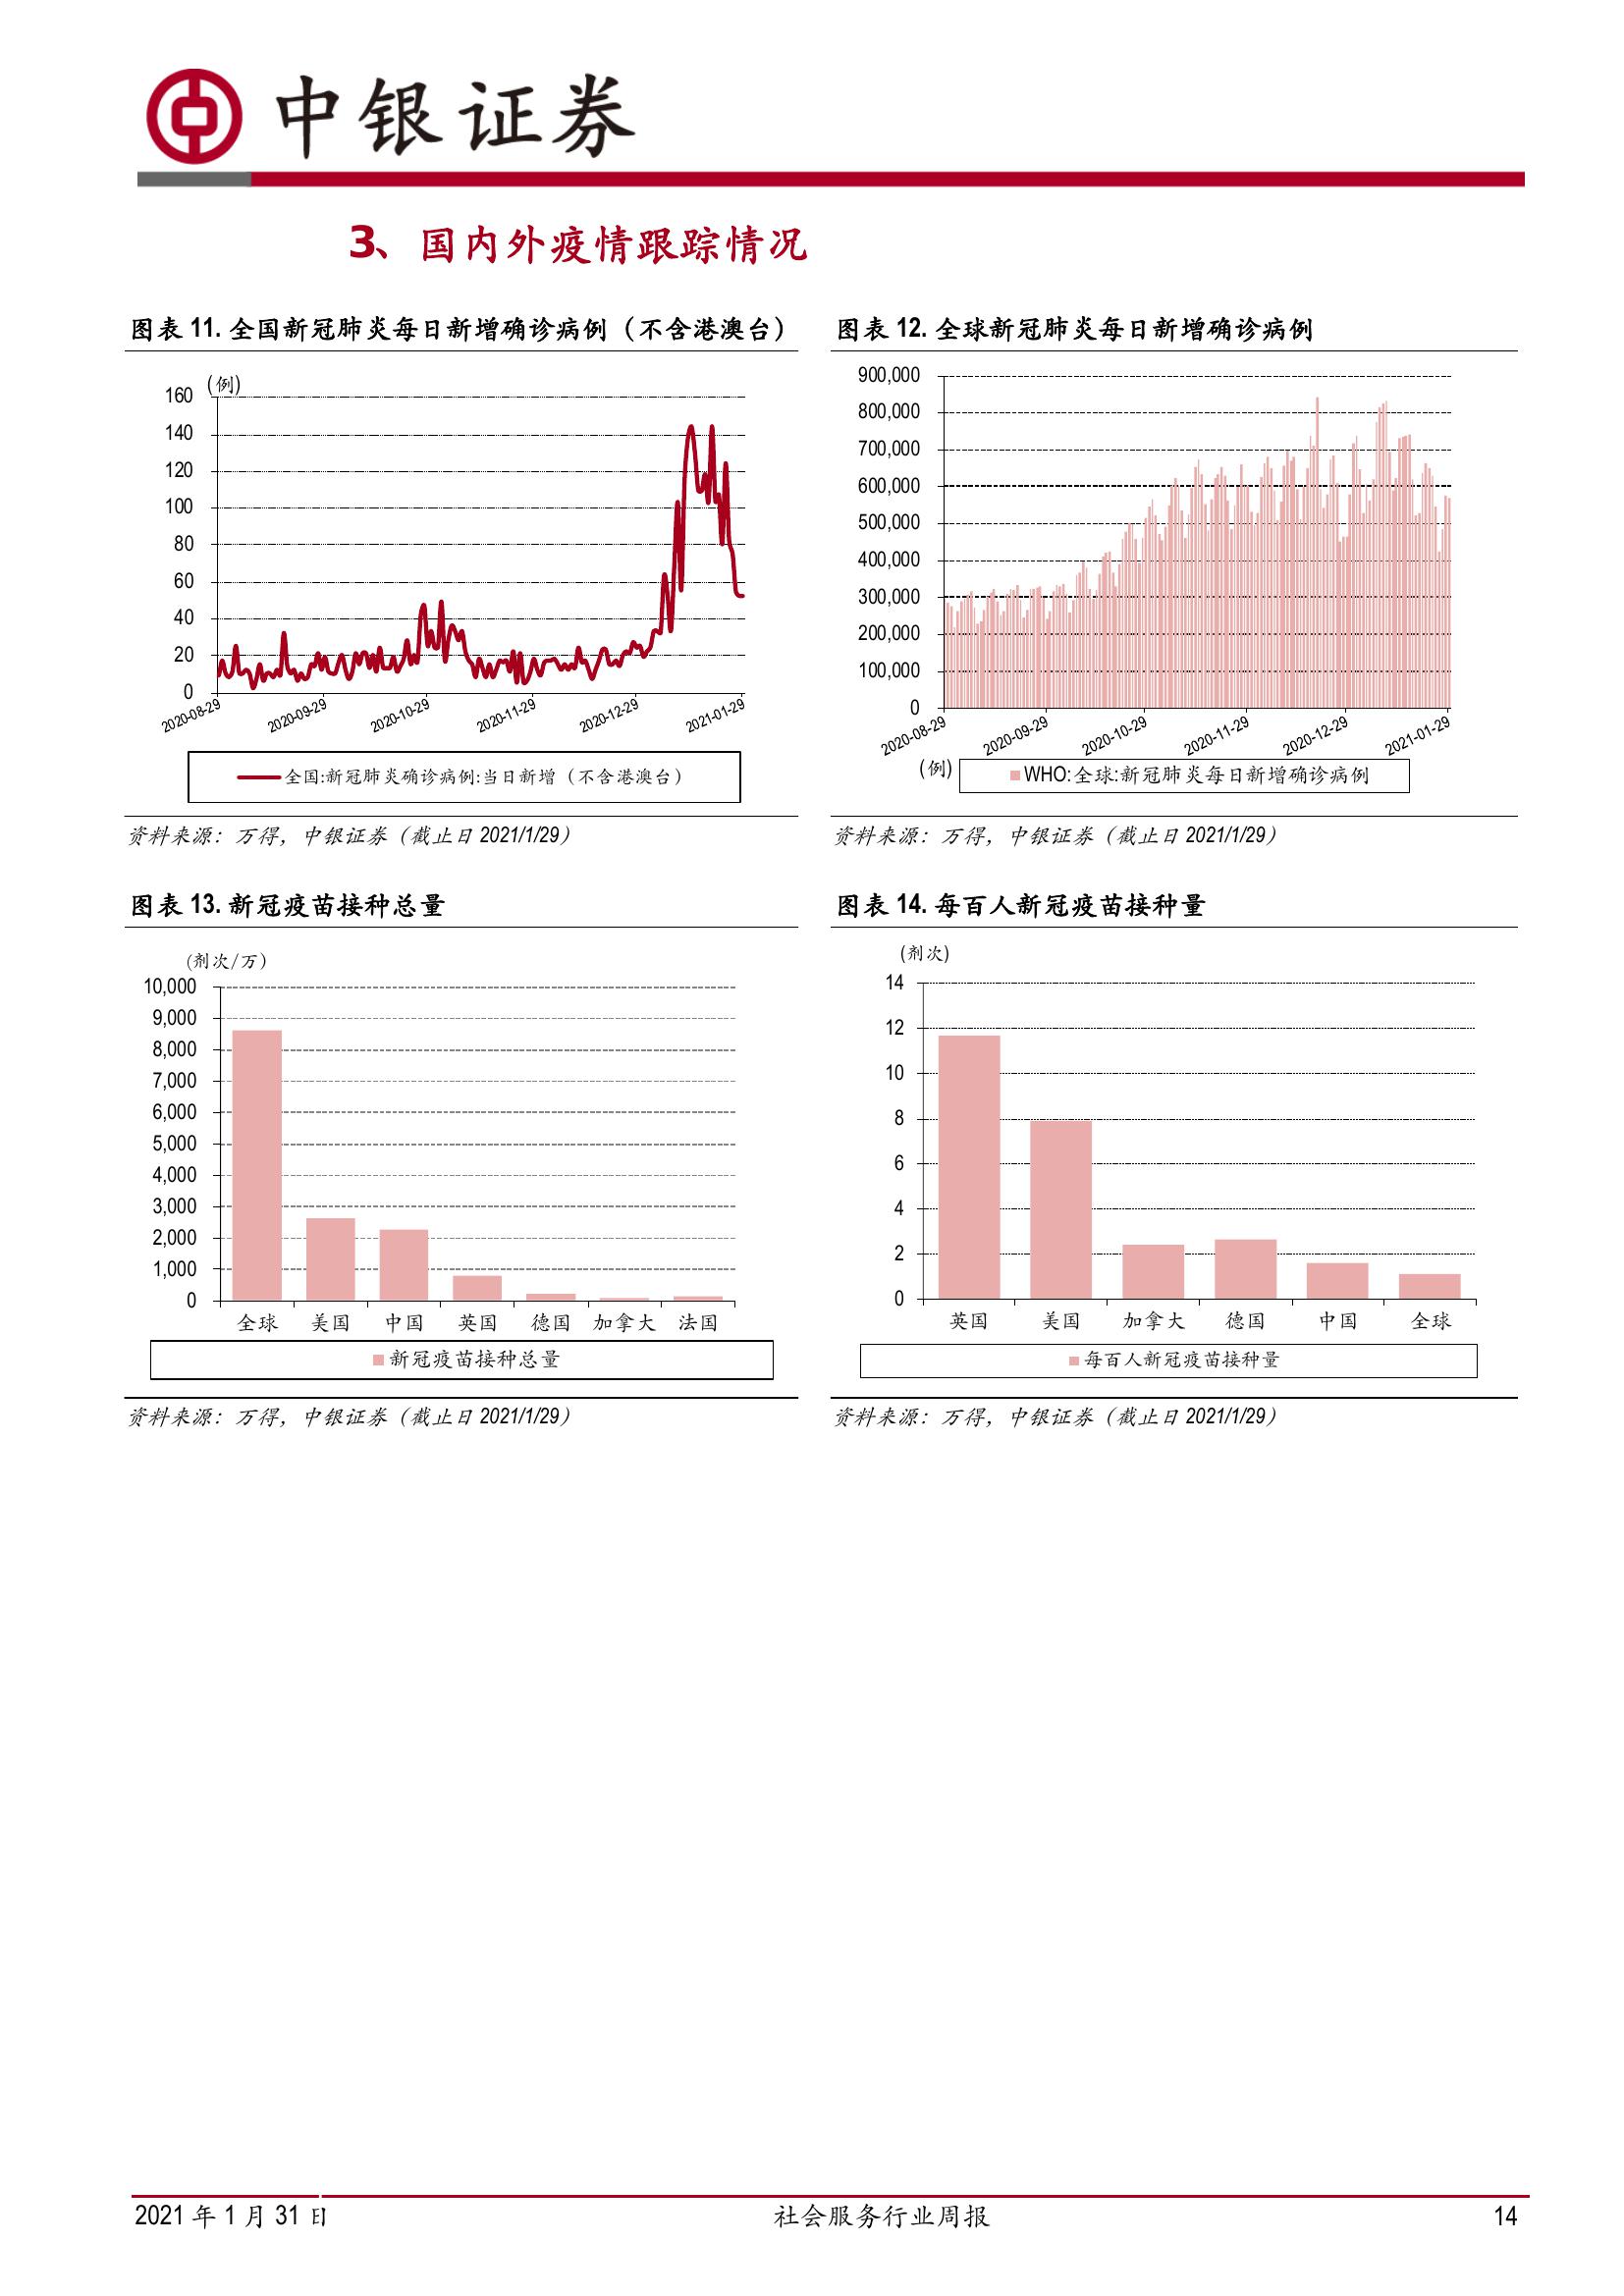 中银证券
3、国内外疫情跟踪情况
图表 11. 全国新冠肺炎每日新增确诊病例（不含港澳台）
(例)
160
140
120
100
80
60
40
20
0
2020-08-29 2020-09-29 2020-10-29 2020-11-29 2020-12-29 2021-01-29
全国:新冠肺炎确诊病例:当日新增（不含港澳台）
资料来源：万得，中银证券（截止日 2021/1/29）
图表 12. 全球新冠肺炎每日新增确诊病例
900,000
800,000
700,000
600,000
500,000
400,000
300,000
200,000
100,000
0
2020-08-29 2020-09-29 2020-10-29 2020-11-29 2020-12-29 2021-01-29
(例)
WHO:全球:新冠肺炎每日新增确诊病例
资料来源：万得，中银证券（截止日 2021/1/29）
图表 13. 新冠疫苗接种总量
(剂次/万）
10,000
9,000
8,000
7,000
6,000
5,000
4,000
3,000
2,000
1,000
0
全球 美国 中国 英国 德国 加拿大 法国
新冠疫苗接种总量
资料来源：万得，中银证券（截止日 2021/1/29）
图表 14. 每百人新冠疫苗接种量
(剂次)
14
12
10
8
6
4
2
0
英国 美国 加拿大 德国 中国 全球
每百人新冠疫苗接种量
资料来源：万得，中银证券（截止日 2021/1/29）
2021 年 1 月 31 日 社会服务行业周报 14